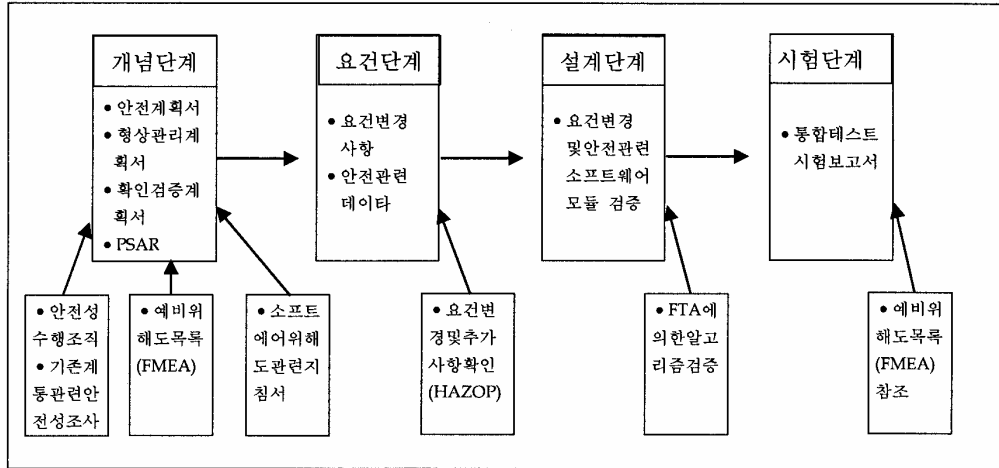 개념단계
● 안전계획서
● 형상관리계
획서
● 확인검증계
획서
● PSAR
요건단계
● 요건변경
사항
● 안전관련
데이타
설계단계
● 요건변경
및안전관련
소프트웨어
모듈 검증
시험단계
● 통합테스트
시험보고서
● 안전성
수행조직
● 기존계
통관련안
전성조사
● 예비위
해도목록
(FMEA)
● 소프트
에어위해
도관련지
침서
● 요건변
경및추가
사항확인
(HAZOP)
● FTA에
의한알고
리즘검증
● 예비위
해도목록
(FMEA)
참조